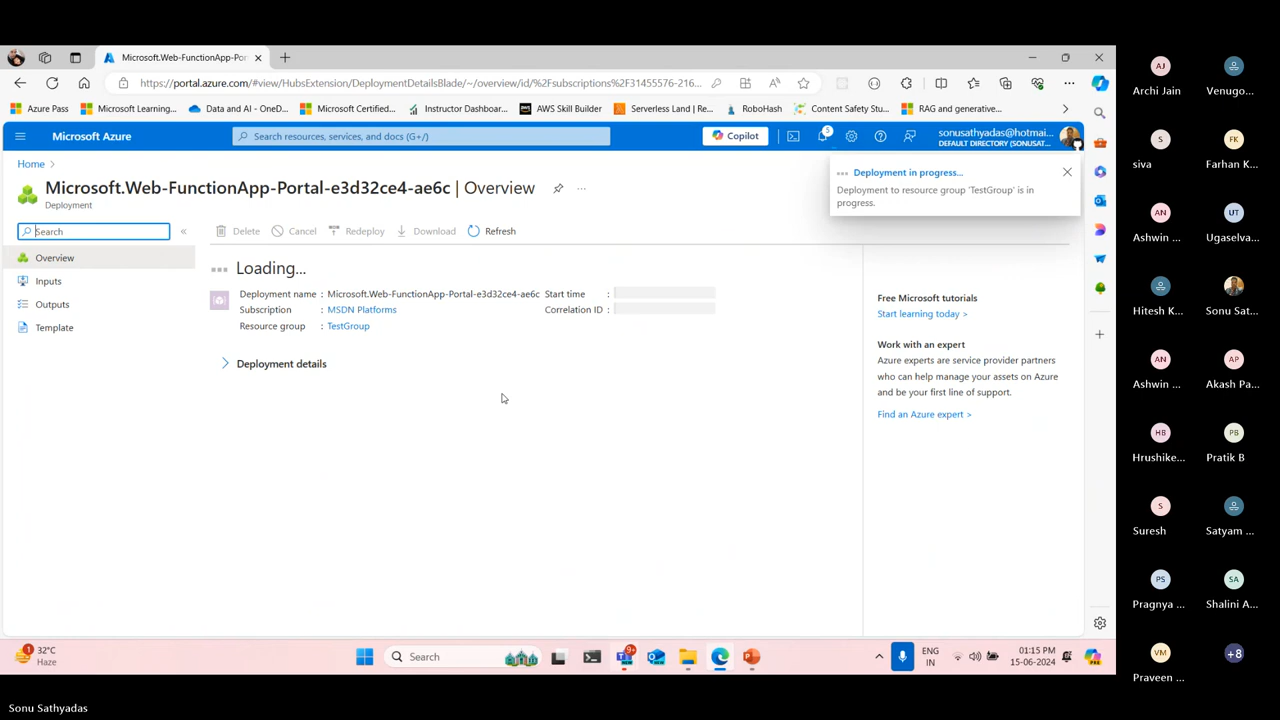 Microsoft.Web-FunctionApp-Por
https://portal.azure.com/#view/HubsExtension/DeploymentDetailsBlade/~/overview/id/%2Fsubscriptions%2F31455576-216...
Azure Pass
Microsoft Learning...
Data and AI - OneD...
Microsoft Certified...
Instructor Dashboar...
AWS Skill Builder
Serverless Land | Re...
RoboHash
Content Safety Stu...
RAG and generative...
Microsoft Azure
Search resources, services, and docs (G+/)
Copilot
5
sonusathyadas@hotmai...
DEFAULT DIRECTORY (SONUSAT...
Home
Microsoft.Web-FunctionApp-Portal-e3d32ce4-ae6c | Overview
Deployment
Deployment in progress...
Deployment to resource group 'TestGroup' is in
progress.
Search
Delete
Cancel
Redeploy
Download
Refresh
Overview
Inputs
Outputs
Template
Loading...
Deployment name : Microsoft.Web-FunctionApp-Portal-e3d32ce4-ae6c
Subscription : MSDN Platforms
Resource group : TestGroup
Start time :
Correlation ID :
Deployment details
Free Microsoft tutorials
Start learning today >
Work with an expert
Azure experts are service provider partners
who can help manage your assets on Azure
and be your first line of support.
Find an Azure expert >
1
32°C
Haze
Search
9+
ENG
IN
01:15 PM
15-06-2024
AJ
Archi Jain
Venugo...
S
siva
FK
Farhan K...
AN
Ashwin ...
UT
Ugaselva...
Hitesh K...
Sonu Sat...
AN
Ashwin ...
AP
Akash Pa...
HB
Hrushike...
PB
Pratik B
S
Suresh
Satyam ...
PS
Pragnya ...
SA
Shalini A...
VM
Praveen ...
+8
Sonu Sathyadas